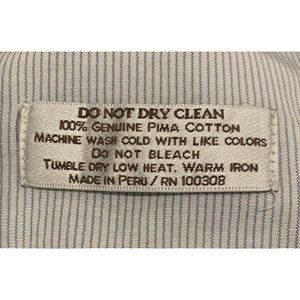 DO NOT DRY CLEAN
100% GENUINE PIMA COTTON
MACHINE WASH COLD WITH LIKE COLORS
DO NOT BLEACH
TUMBLE DRY LOW HEAT. WARM IRON
MADE IN PERU / RN 100308